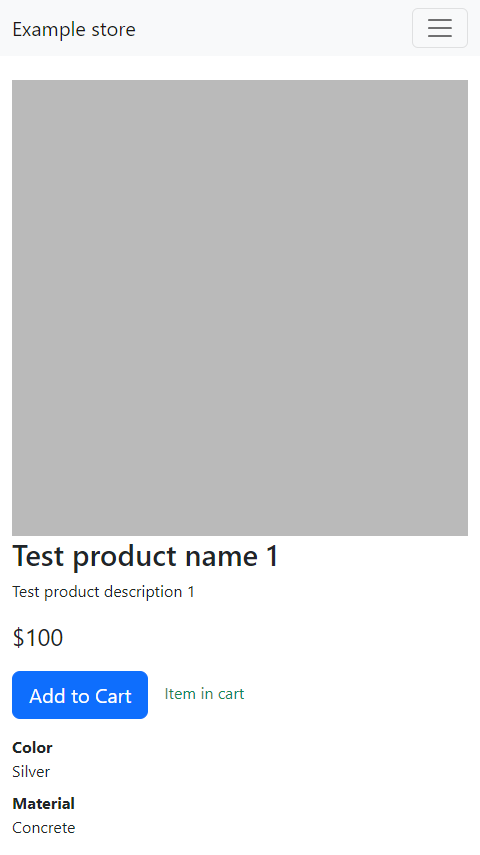 Example store
Test product name 1
Test product description 1
$100
Add to Cart
Item in cart
Color
Silver
Material
Concrete